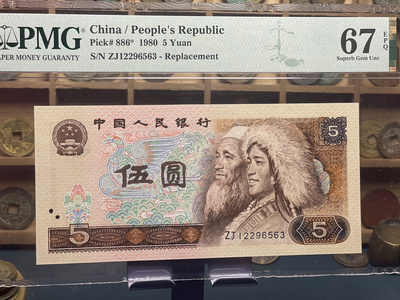 PMG
PAPER MONEY GUARANTY
China / People's Republic
Pick# 886* 1980 5 Yuan
S/N ZJ12296563 - Replacement
67
EPQ
Superb Gem Unc
中国人民银行
5
伍圆
5
ZJ12296563
5